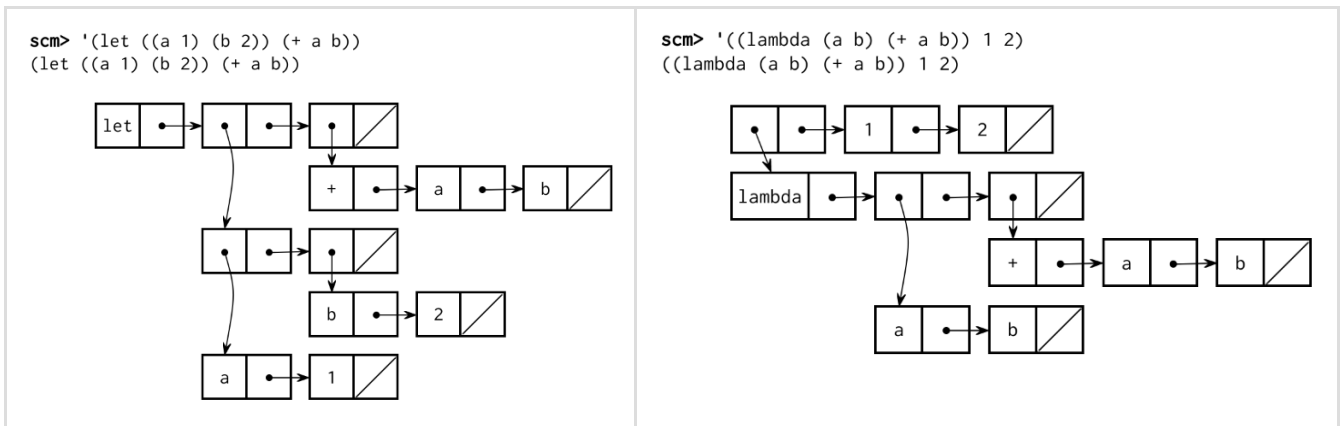 scm> '(let ((a 1) (b 2)) (+ a b))
(let ((a 1) (b 2)) (+ a b))
let
+ a b
b 2
a 1
scm> '((lambda (a b) (+ a b)) 1 2)
((lambda (a b) (+ a b)) 1 2)
1 2
lambda
+ a b
a b